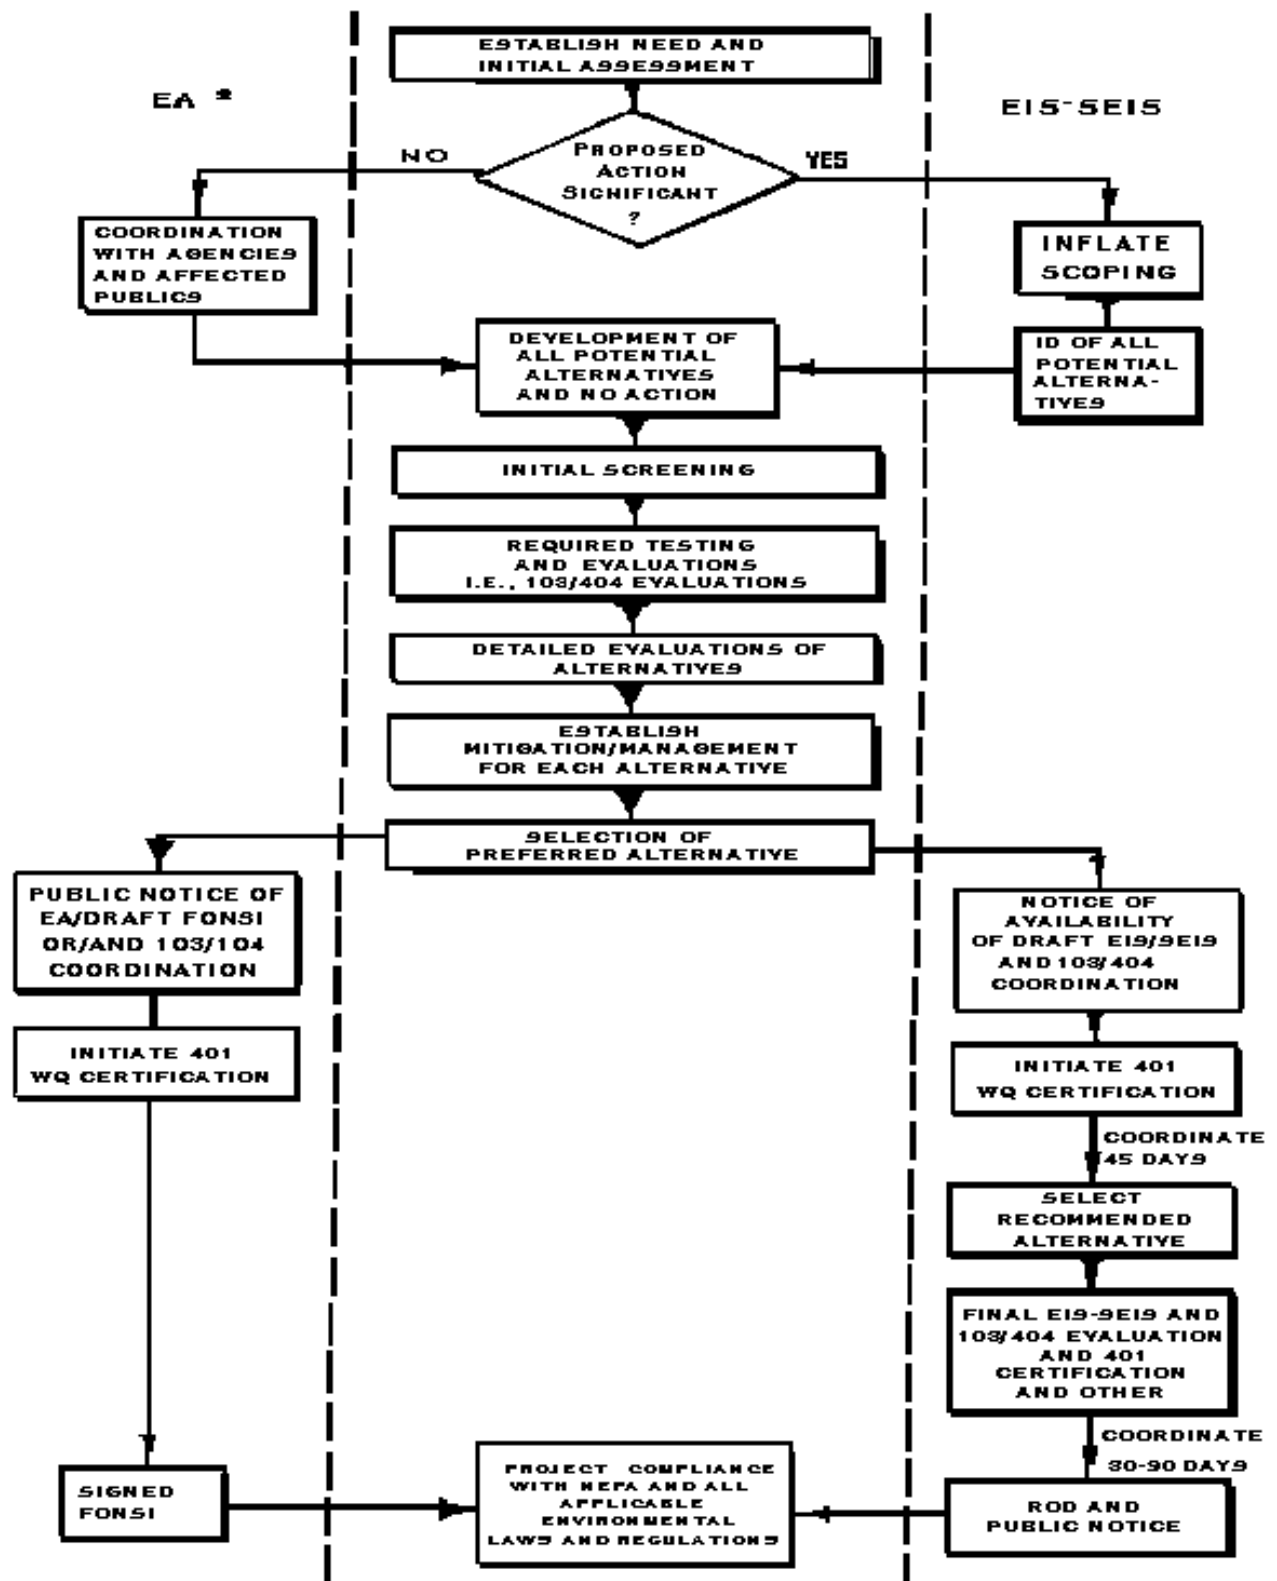 ESTABLISH NEED AND
INITIAL ASSESSMENT
EA *
EIS-SEIS
PROPOSED
ACTION
SIGNIFICANT
?
NO
YES
COORDINATION
WITH AGENCIES
AND AFFECTED
PUBLICS
INFLATE
SCOPING
DEVELOPMENT OF
ALL POTENTIAL
ALTERNATIVES
AND NO ACTION
ID OF ALL
POTENTIAL
ALTERNA-
TIVES
INITIAL SCREENING
REQUIRED TESTING
AND EVALUATIONS
I.E., 103/404 EVALUATIONS
DETAILED EVALUATIONS OF
ALTERNATIVES
ESTABLISH
MITIGATION/MANAGEMENT
FOR EACH ALTERNATIVE
SELECTION OF
PREFERRED ALTERNATIVE
PUBLIC NOTICE OF
EA/DRAFT FONSI
OR/AND 103/104
COORDINATION
NOTICE OF
AVAILABILITY
OF DRAFT EIS/SEIS
AND 103/404
COORDINATION
INITIATE 401
WQ CERTIFICATION
INITIATE 401
WQ CERTIFICATION
COORDINATE
45 DAYS
SELECT
RECOMMENDED
ALTERNATIVE
FINAL EIS-SEIS AND
103/404 EVALUATION
AND 401
CERTIFICATION
AND OTHER
COORDINATE
30-90 DAYS
SIGNED
FONSI
PROJECT COMPLIANCE
WITH NEPA AND ALL
APPLICABLE
ENVIRONMENTAL
LAWS AND REGULATIONS
ROD AND
PUBLIC NOTICE